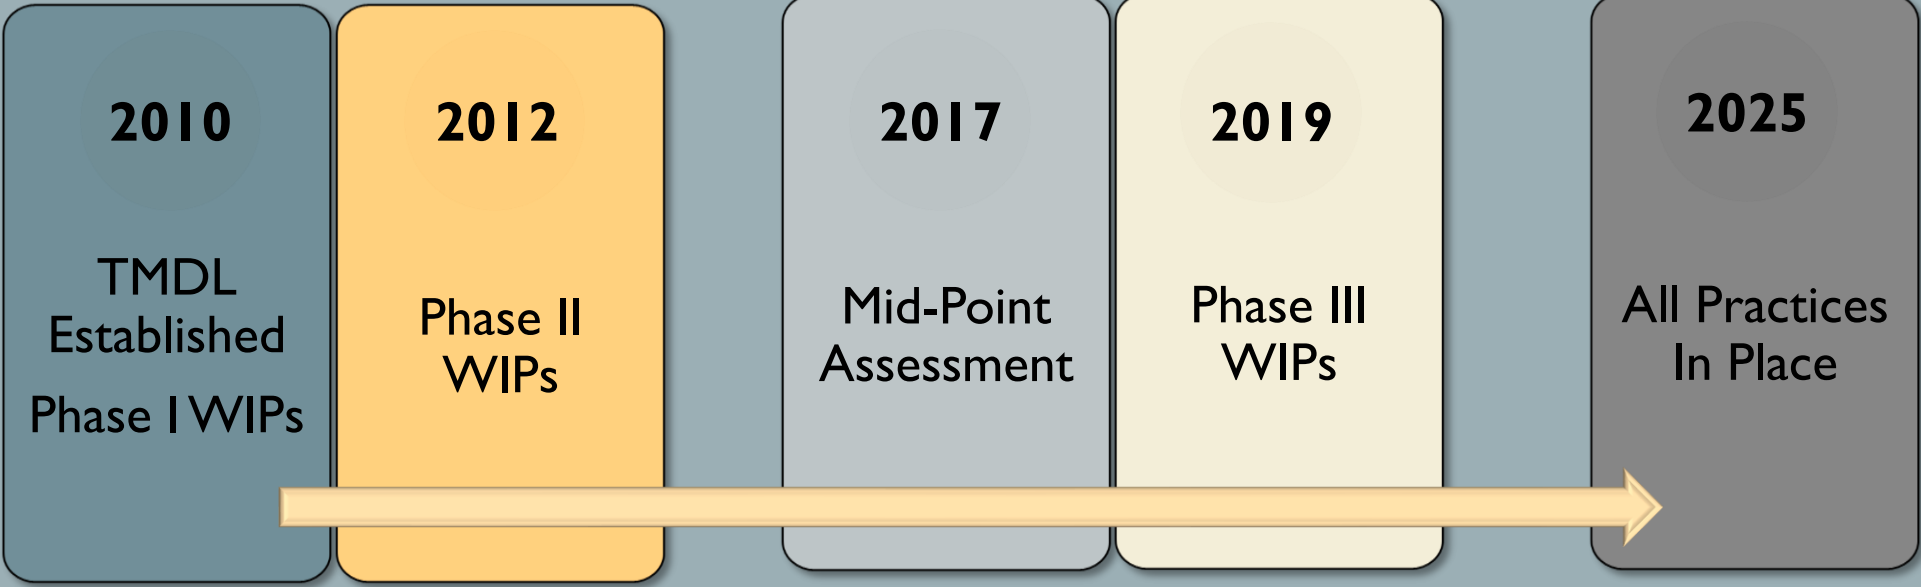 2010
TMDL
Established
Phase I WIPs
2012
Phase II
WIPs
2017
Mid-Point
Assessment
2019
Phase III
WIPs
2025
All Practices
In Place